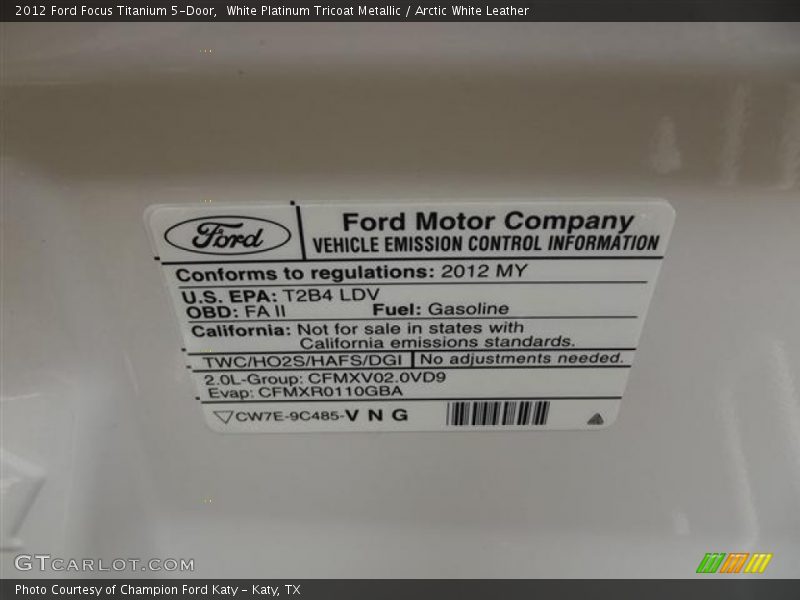 2012 Ford Focus Titanium 5-Door,  White Platinum Tricoat Metallic / Arctic White Leather
Ford
Ford Motor Company
VEHICLE EMISSION CONTROL INFORMATION
Conforms to regulations: 2012 MY
U.S. EPA: T2B4 LDV
OBD: FA II Fuel: Gasoline
California: Not for sale in states with
California emissions standards.
TWC/HO2S/HAFS/DGI No adjustments needed.
2.0L-Group: CFMXV02.0VD9
Evap: CFMXR0110GBA
CW7E-9C485-V N G
GTCARLOT.COM
Photo Courtesy of Champion Ford Katy - Katy, TX